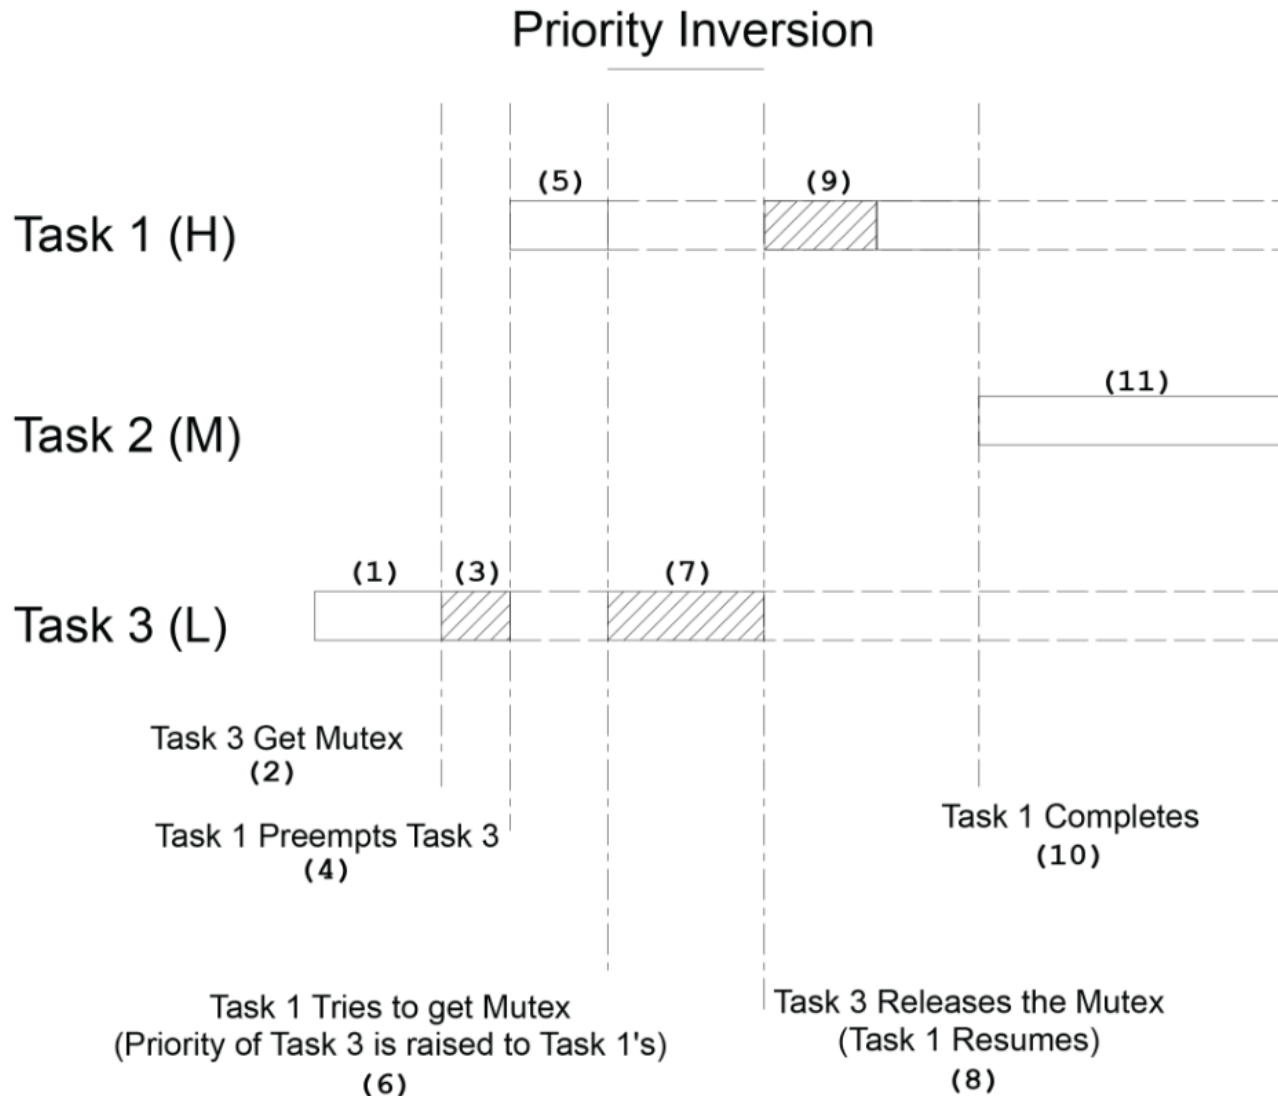 Priority Inversion
(5)
(9)
Task 1 (H)
(11)
Task 2 (M)
(1)
(3)
(7)
Task 3 (L)
Task 3 Get Mutex
(2)
Task 1 Preempts Task 3
(4)
Task 1 Completes
(10)
Task 1 Tries to get Mutex
(Priority of Task 3 is raised to Task 1's)
(6)
Task 3 Releases the Mutex
(Task 1 Resumes)
(8)